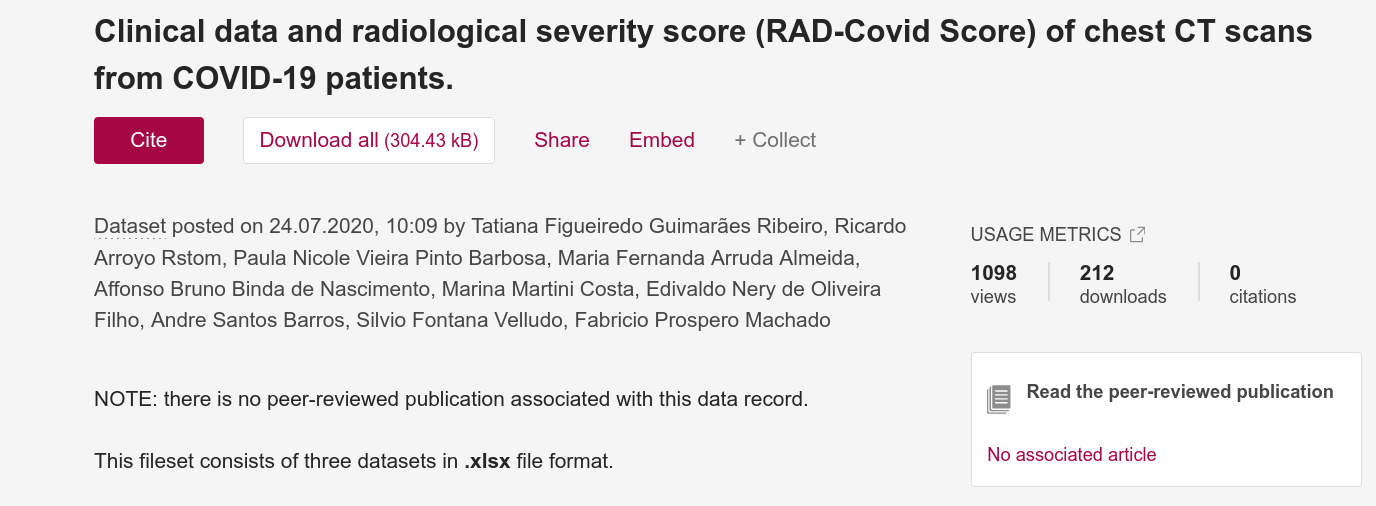 Clinical data and radiological severity score (RAD-Covid Score) of chest CT scans
from COVID-19 patients.
Cite
Download all (304.43 kB)
Share
Embed
+ Collect
Dataset posted on 24.07.2020, 10:09 by Tatiana Figueiredo Guimarães Ribeiro, Ricardo
Arroyo Rstom, Paula Nicole Vieira Pinto Barbosa, Maria Fernanda Arruda Almeida,
Affonso Bruno Binda de Nascimento, Marina Martini Costa, Edivaldo Nery de Oliveira
Filho, Andre Santos Barros, Silvio Fontana Velludo, Fabricio Prospero Machado
NOTE: there is no peer-reviewed publication associated with this data record.
This fileset consists of three datasets in .xlsx file format.
USAGE METRICS
1098
views
212
downloads
0
citations
Read the peer-reviewed publication
No associated article